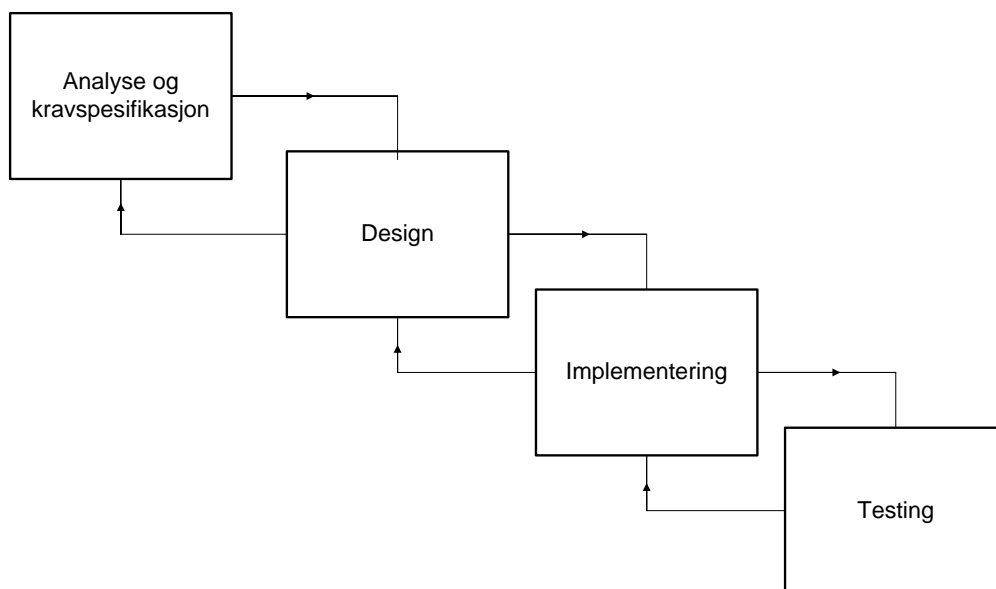 Analyse og
kravspesifikasjon
Design
Implementering
Testing